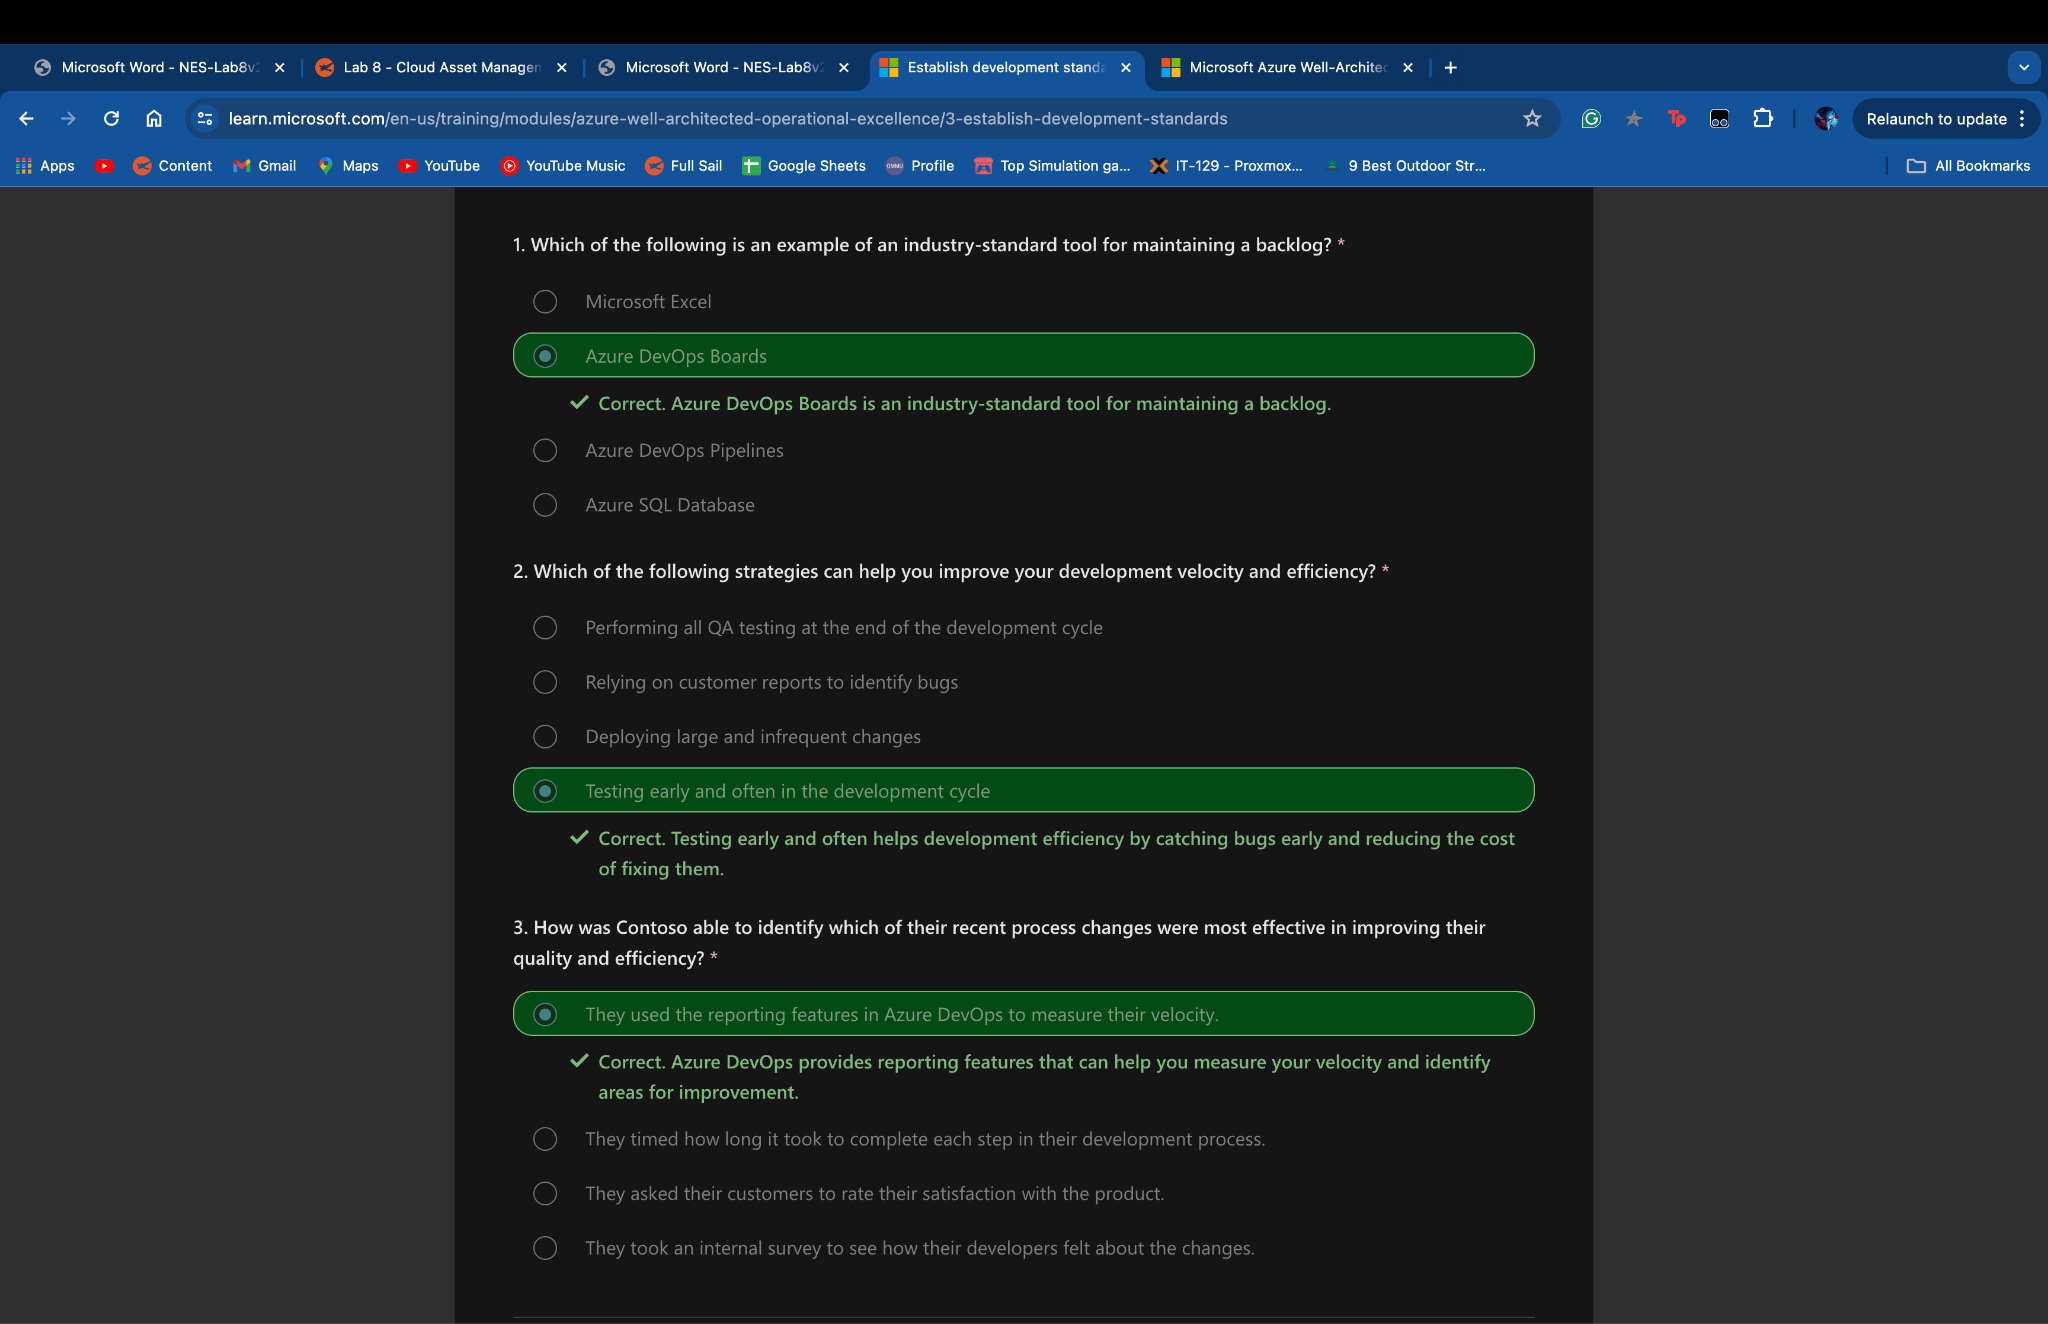 Microsoft Word - NES-Lab8v
Lab 8 - Cloud Asset Manage
Microsoft Word - NES-Lab8v
Establish development stand
Microsoft Azure Well-Archite
learn.microsoft.com/en-us/training/modules/azure-well-architected-operational-excellence/3-establish-development-standards
Tp
Relaunch to update
Apps
Content
Gmail
Maps
YouTube
YouTube Music
Full Sail
Google Sheets
Profile
Top Simulation ga...
IT-129 - Proxmox...
9 Best Outdoor Str...
All Bookmarks
1. Which of the following is an example of an industry-standard tool for maintaining a backlog? *
Microsoft Excel
Azure DevOps Boards
Correct. Azure DevOps Boards is an industry-standard tool for maintaining a backlog.
Azure DevOps Pipelines
Azure SQL Database
2. Which of the following strategies can help you improve your development velocity and efficiency? *
Performing all QA testing at the end of the development cycle
Relying on customer reports to identify bugs
Deploying large and infrequent changes
Testing early and often in the development cycle
Correct. Testing early and often helps development efficiency by catching bugs early and reducing the cost
of fixing them.
3. How was Contoso able to identify which of their recent process changes were most effective in improving their
quality and efficiency? *
They used the reporting features in Azure DevOps to measure their velocity.
Correct. Azure DevOps provides reporting features that can help you measure your velocity and identify
areas for improvement.
They timed how long it took to complete each step in their development process.
They asked their customers to rate their satisfaction with the product.
They took an internal survey to see how their developers felt about the changes.